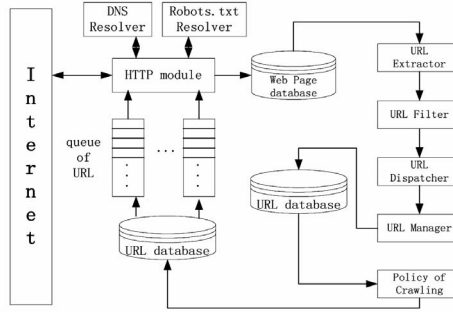 Internet
DNS
Resolver
Robots.txt
Resolver
HTTP module
Web Page
database
URL
Extractor
URL Filter
URL
Dispatcher
URL Manager
Policy of
Crawling
queue
of
URL
...
URL database
URL database